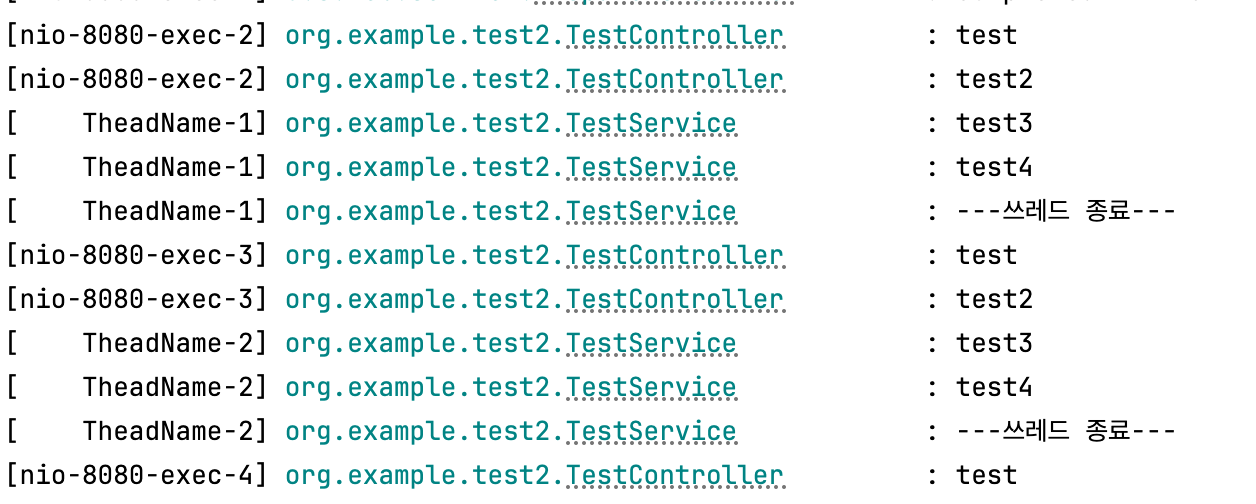 [nio-8080-exec-2] org.example.test2.TestController : test
[nio-8080-exec-2] org.example.test2.TestController : test2
[ TheadName-1] org.example.test2.TestService : test3
[ TheadName-1] org.example.test2.TestService : test4
[ TheadName-1] org.example.test2.TestService : ---쓰레드 종료---
[nio-8080-exec-3] org.example.test2.TestController : test
[nio-8080-exec-3] org.example.test2.TestController : test2
[ TheadName-2] org.example.test2.TestService : test3
[ TheadName-2] org.example.test2.TestService : test4
[ TheadName-2] org.example.test2.TestService : ---쓰레드 종료---
[nio-8080-exec-4] org.example.test2.TestController : test